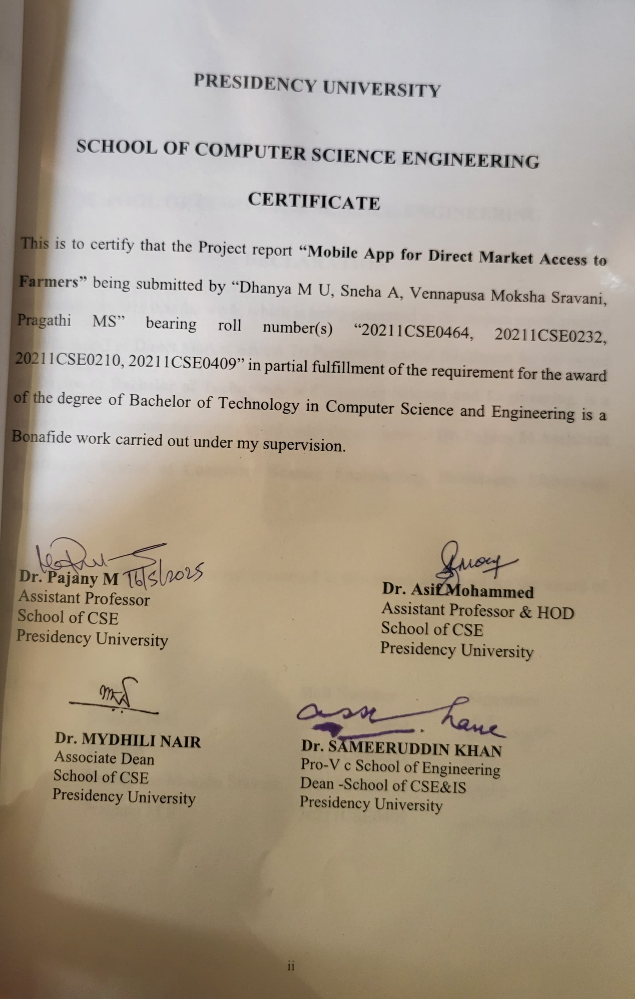 PRESIDENCY UNIVERSITY
SCHOOL OF COMPUTER SCIENCE ENGINEERING
CERTIFICATE
This is to certify that the Project report “Mobile App for Direct Market Access to
Farmers” being submitted by “Dhanya M U, Sneha A, Vennapusa Moksha Sravani,
Pragathi MS” bearing roll number(s) “20211CSE0464, 20211CSE0232,
20211CSE0210, 20211CSE0409” in partial fulfillment of the requirement for the award
of the degree of Bachelor of Technology in Computer Science and Engineering is a
Bonafide work carried out under my supervision.
Dr. Pajany M 16/5/2025
Assistant Professor
School of CSE
Presidency University
Dr. Asif Mohammed
Assistant Professor & HOD
School of CSE
Presidency University
Dr. MYDHILI NAIR
Associate Dean
School of CSE
Presidency University
Dr. SAMEERUDDIN KHAN
Pro-V c School of Engineering
Dean -School of CSE&IS
Presidency University
ii